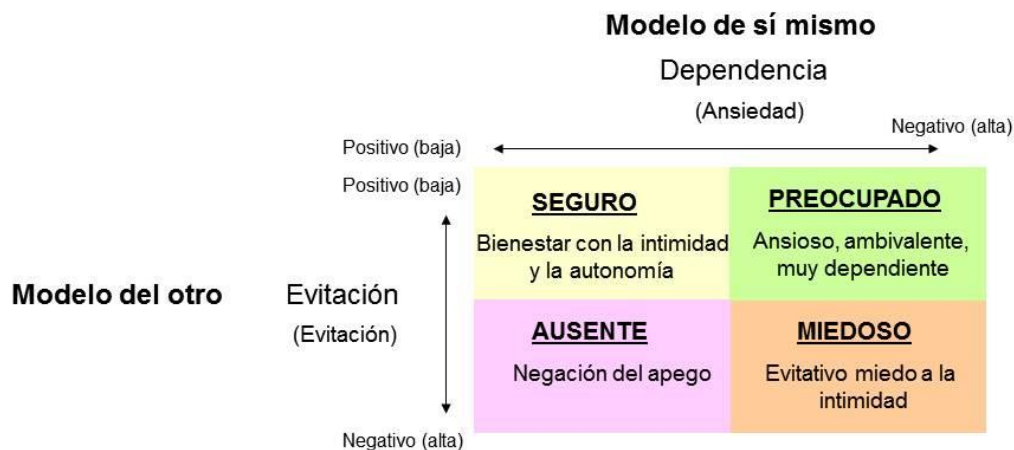 Modelo de sí mismo
Dependencia
(Ansiedad)
Negativo (alta)
Positivo (baja)
Positivo (baja)
SEGURO
Bienestar con la intimidad
y la autonomía
PREOCUPADO
Ansioso, ambivalente,
muy dependiente
Modelo del otro
Evitación
(Evitación)
AUSENTE
Negación del apego
MIEDOSO
Evitativo miedo a la
intimidad
Negativo (alta)